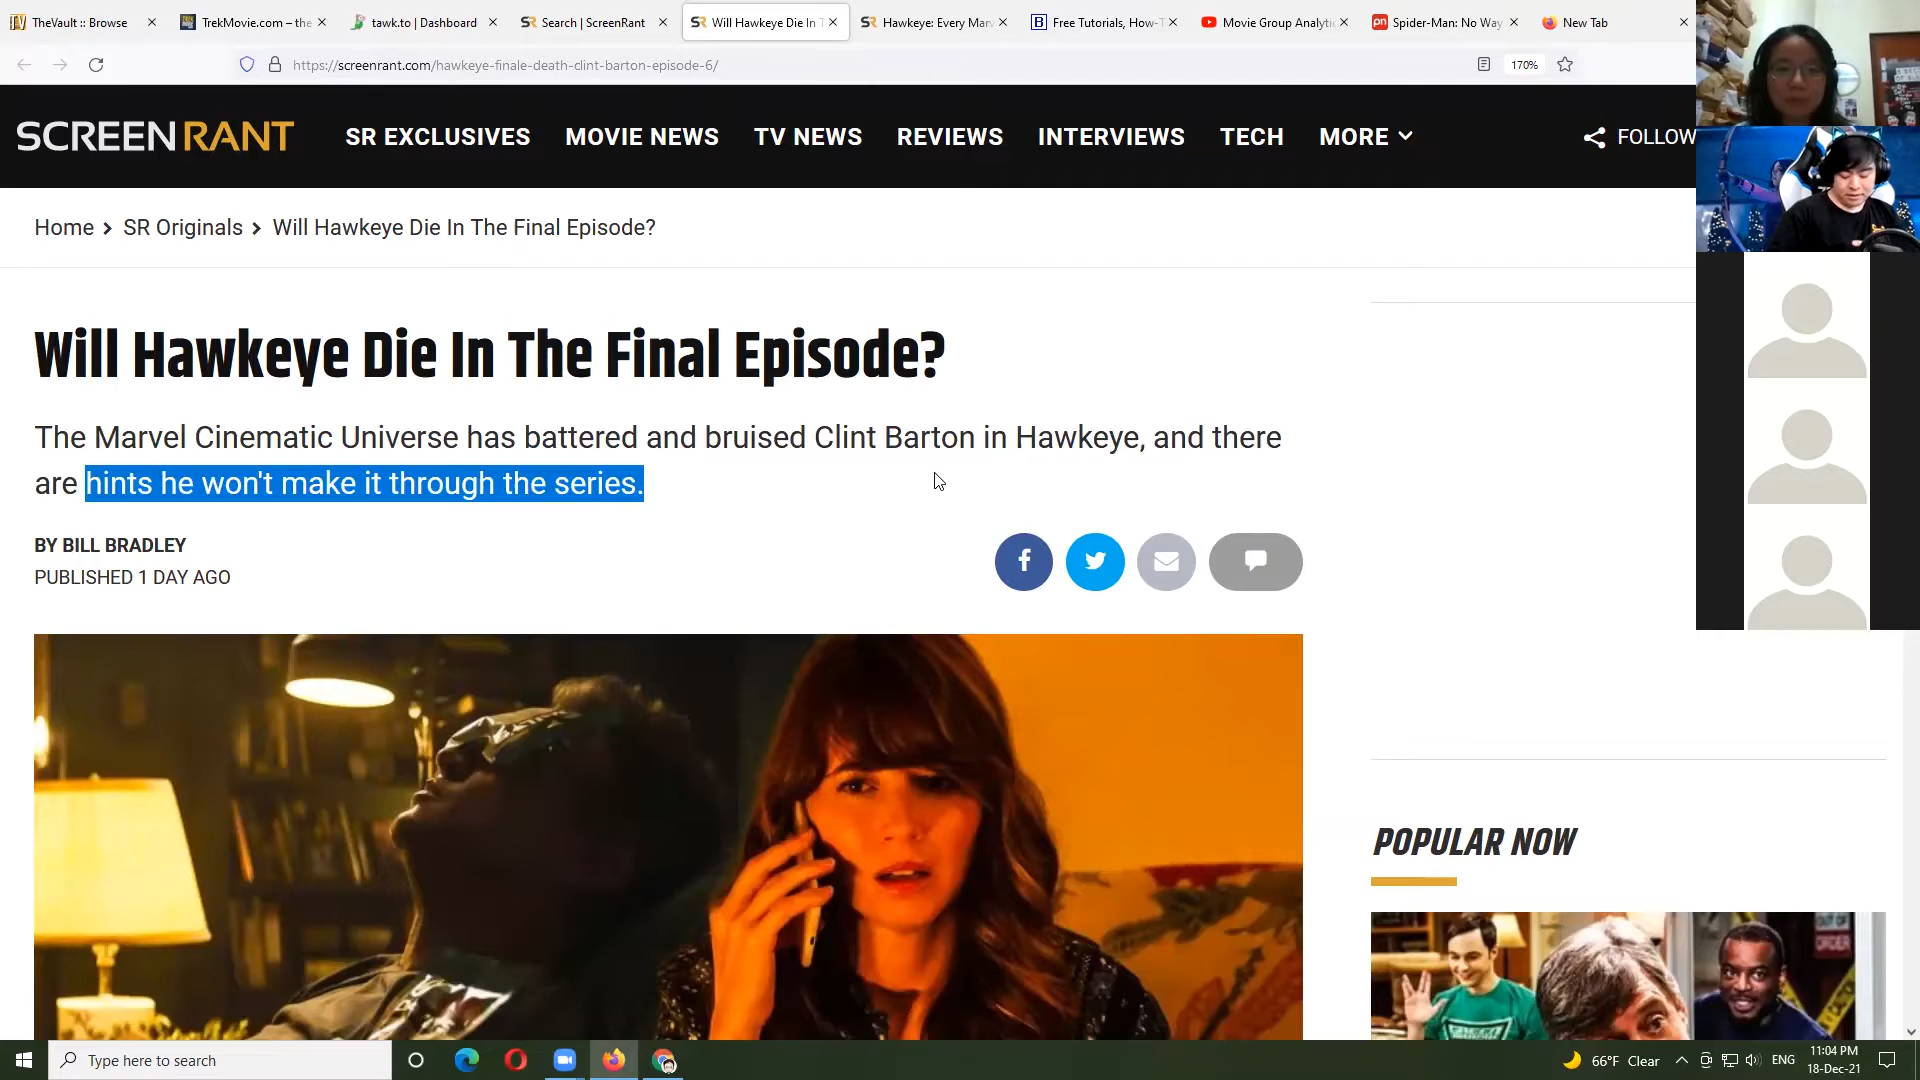 TheVault :: Browse
TrekMovie.com – the
tawk.to | Dashboard
Search | ScreenRant
Will Hawkeye Die In T
Hawkeye: Every Marv
Free Tutorials, How-T
Movie Group Analytic
Spider-Man: No Way
New Tab
https://screenrant.com/hawkeye-finale-death-clint-barton-episode-6/
170%
SCREENRANT
SR EXCLUSIVES
MOVIE NEWS
TV NEWS
REVIEWS
INTERVIEWS
TECH
MORE
FOLLOW
Home > SR Originals > Will Hawkeye Die In The Final Episode?
Will Hawkeye Die In The Final Episode?
The Marvel Cinematic Universe has battered and bruised Clint Barton in Hawkeye, and there
are hints he won't make it through the series.
BY BILL BRADLEY
PUBLISHED 1 DAY AGO
POPULAR NOW
Type here to search
66°F Clear
ENG
11:04 PM
18-Dec-21